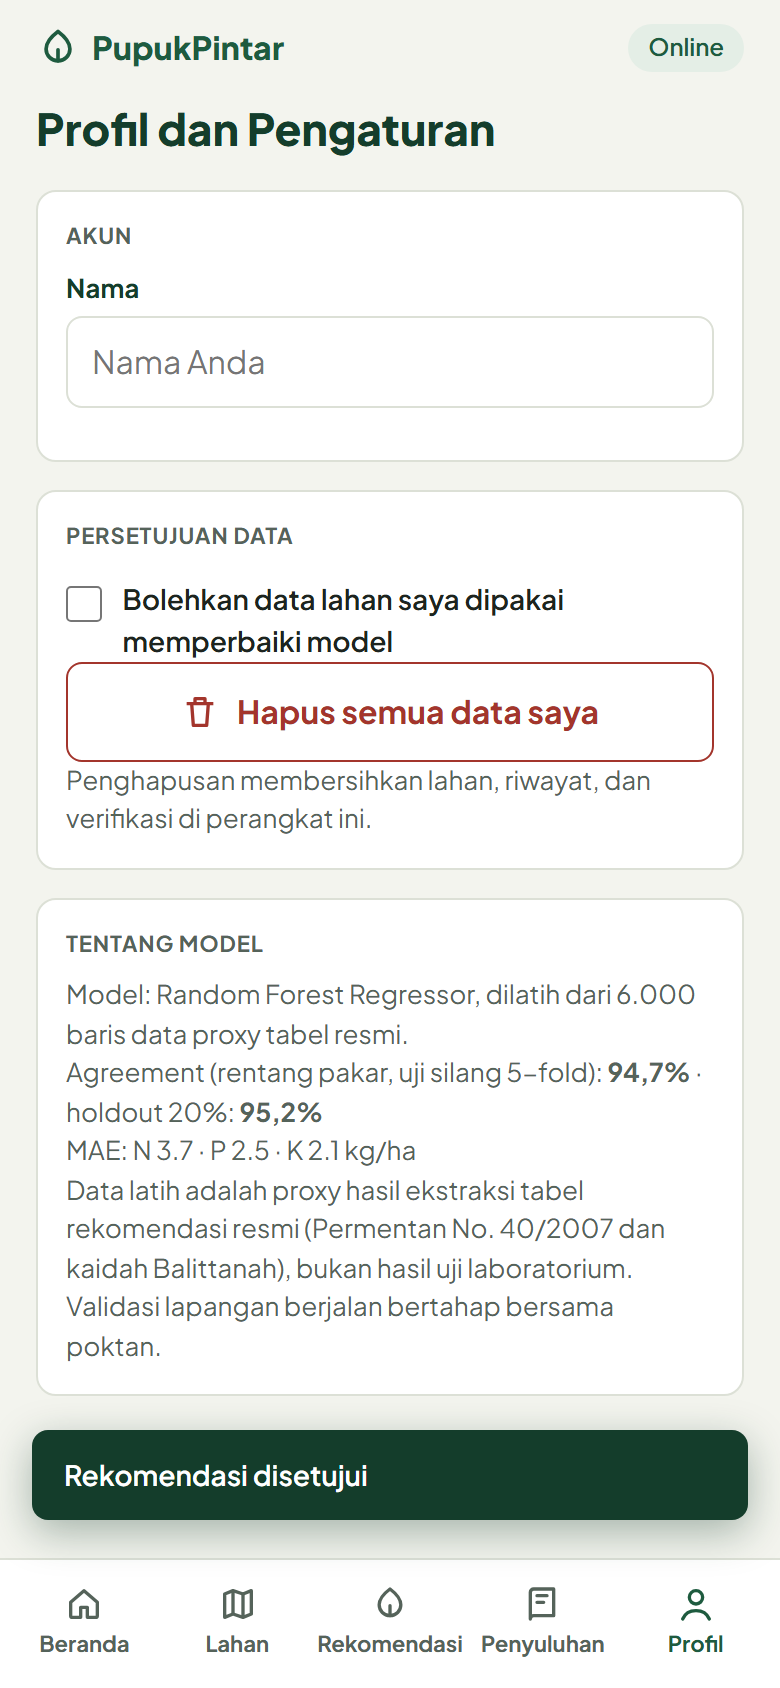 PupukPintar
Online
Profil dan Pengaturan
AKUN
Nama
Nama Anda
PERSETUJUAN DATA
Bolehkan data lahan saya dipakai
memperbaiki model
Hapus semua data saya
Penghapusan membersihkan lahan, riwayat, dan
verifikasi di perangkat ini.
TENTANG MODEL
Model: Random Forest Regressor, dilatih dari 6.000
baris data proxy tabel resmi.
Agreement (rentang pakar, uji silang 5-fold): 94,7% ·
holdout 20%: 95,2%
MAE: N 3.7 · P 2.5 · K 2.1 kg/ha
Data latih adalah proxy hasil ekstraksi tabel
rekomendasi resmi (Permentan No. 40/2007 dan
kaidah Balittanah), bukan hasil uji laboratorium.
Validasi lapangan berjalan bertahap bersama
poktan.
Rekomendasi disetujui
Beranda
Lahan
Rekomendasi
Penyuluhan
Profil